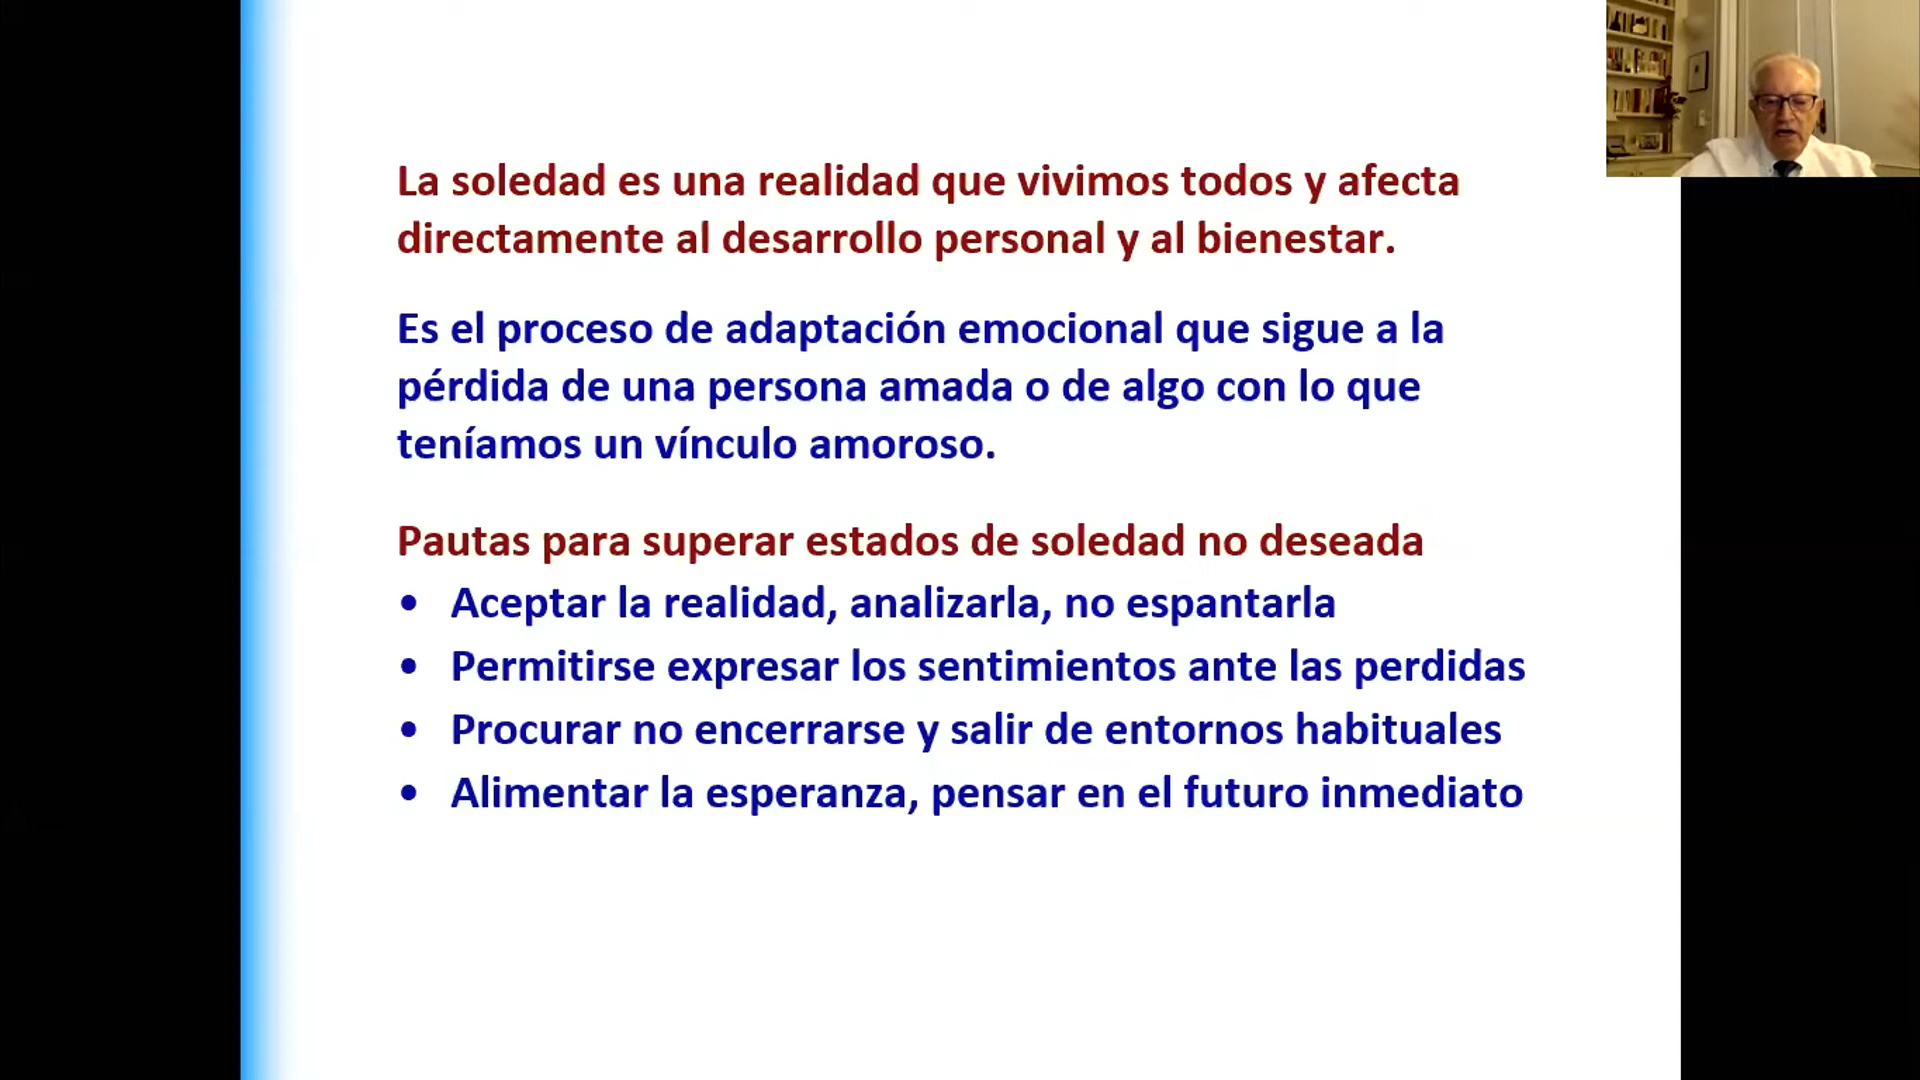 La soledad es una realidad que vivimos todos y afecta
directamente al desarrollo personal y al bienestar.
Es el proceso de adaptación emocional que sigue a la
pérdida de una persona amada o de algo con lo que
teníamos un vínculo amoroso.
Pautas para superar estados de soledad no deseada
• Aceptar la realidad, analizarla, no espantarla
• Permitirse expresar los sentimientos ante las perdidas
• Procurar no encerrarse y salir de entornos habituales
• Alimentar la esperanza, pensar en el futuro inmediato